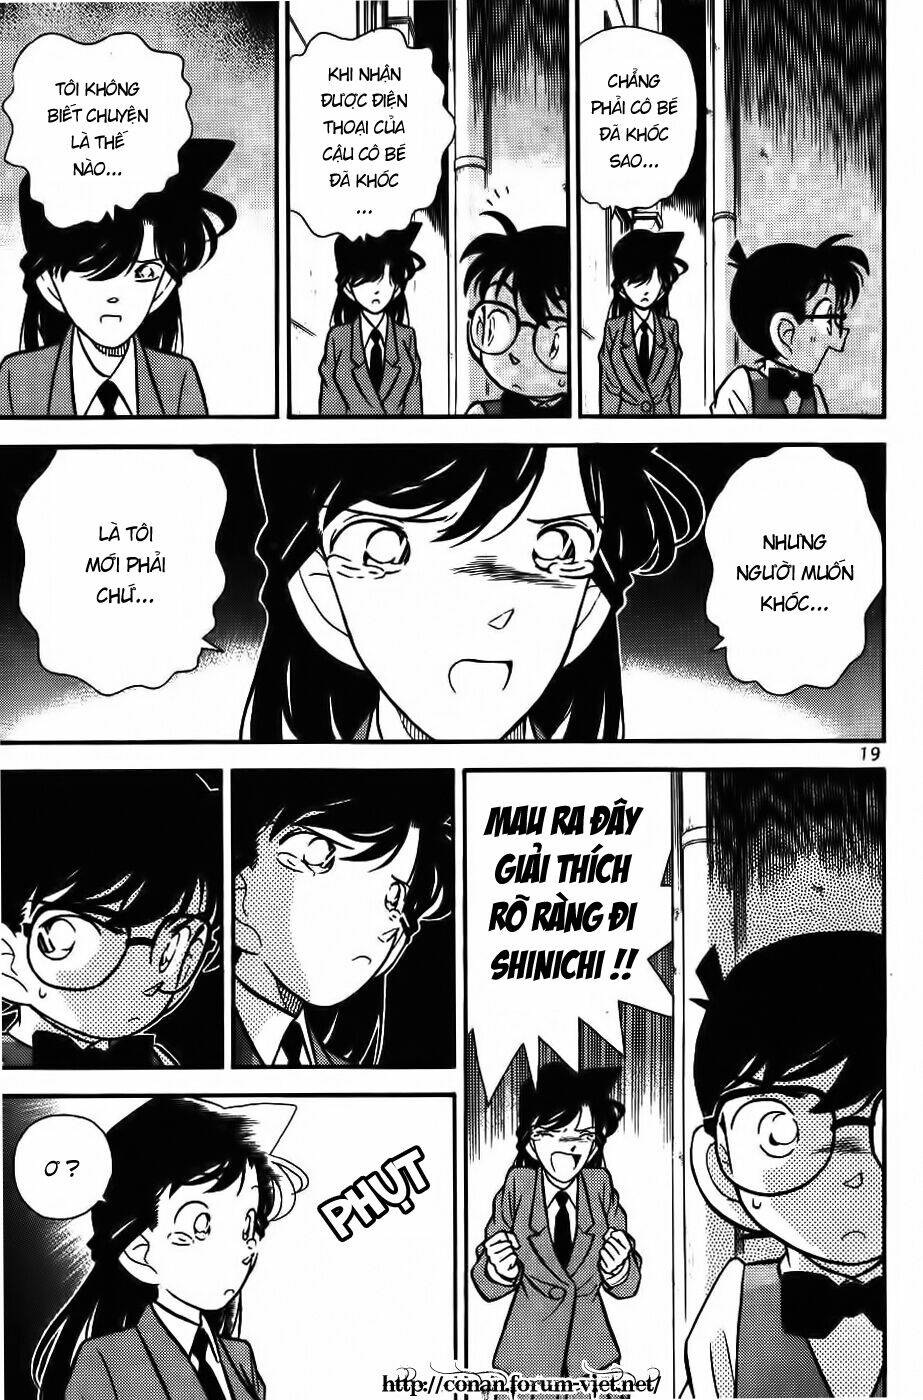 CHẲNG
PHẢI CÔ BÉ
ĐÃ KHÓC
SAO...
KHI NHẬN
ĐƯỢC ĐIỆN
THOẠI CỦA
CẬU CÔ BÉ
ĐÃ KHÓC
...
TÔI KHÔNG
BIẾT CHUYỆN
LÀ THẾ
NÀO...
NHƯNG
NGƯỜI MUỐN
KHÓC...
LÀ TÔI
MỚI PHẢI
CHỨ...
19
MAU RA ĐÂY
GIẢI THÍCH
RÕ RÀNG ĐI
SHINICHI !!
Ơ ?
PHỤT
http://conan.forum-viet.net/